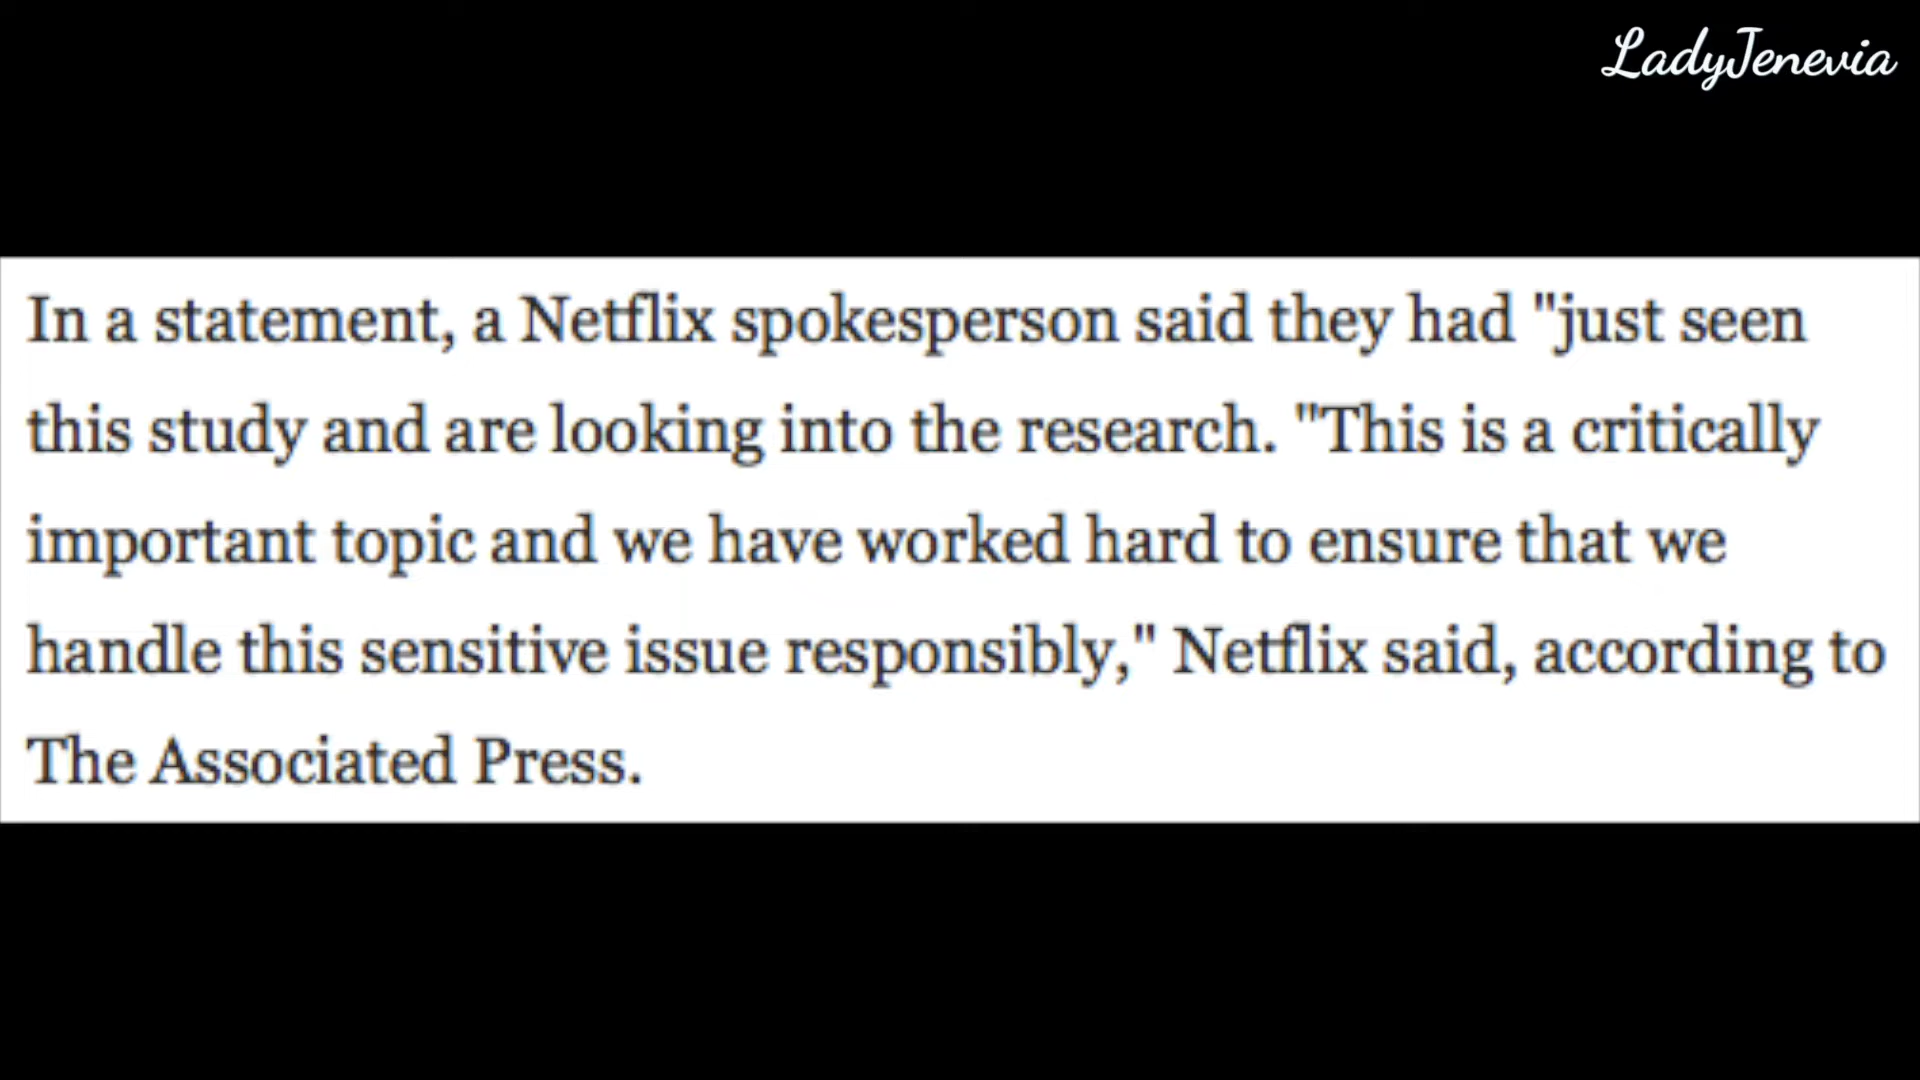 LadyJenevia
In a statement, a Netflix spokesperson said they had "just seen
this study and are looking into the research. "This is a critically
important topic and we have worked hard to ensure that we
handle this sensitive issue responsibly," Netflix said, according to
The Associated Press.